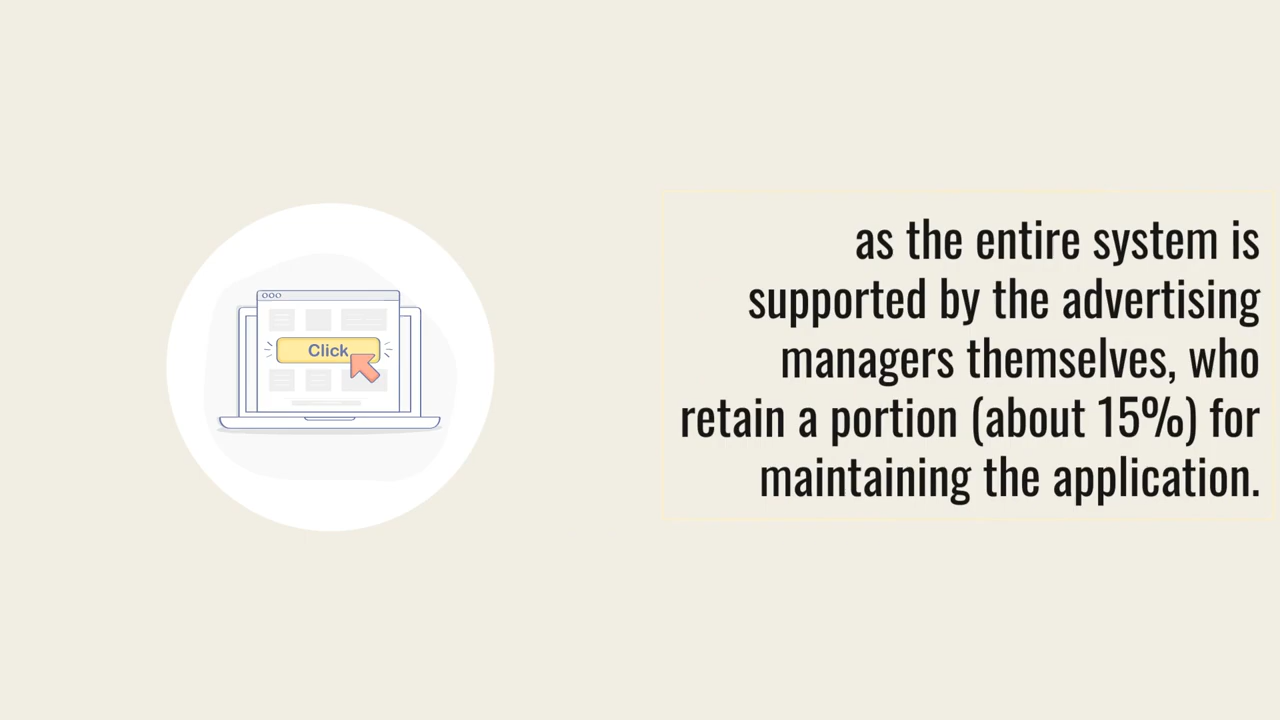 Click
as the entire system is
supported by the advertising
managers themselves, who
retain a portion (about 15%) for
maintaining the application.